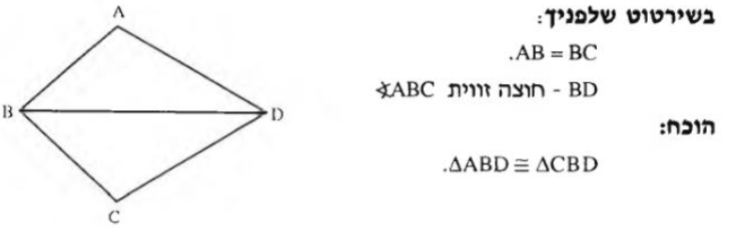 בשירטוט שלפניך:
AB = BC.
BD - חוצה זווית ∢ABC
הוכח:
ΔABD ≅ ΔCBD.
A
B
D
C